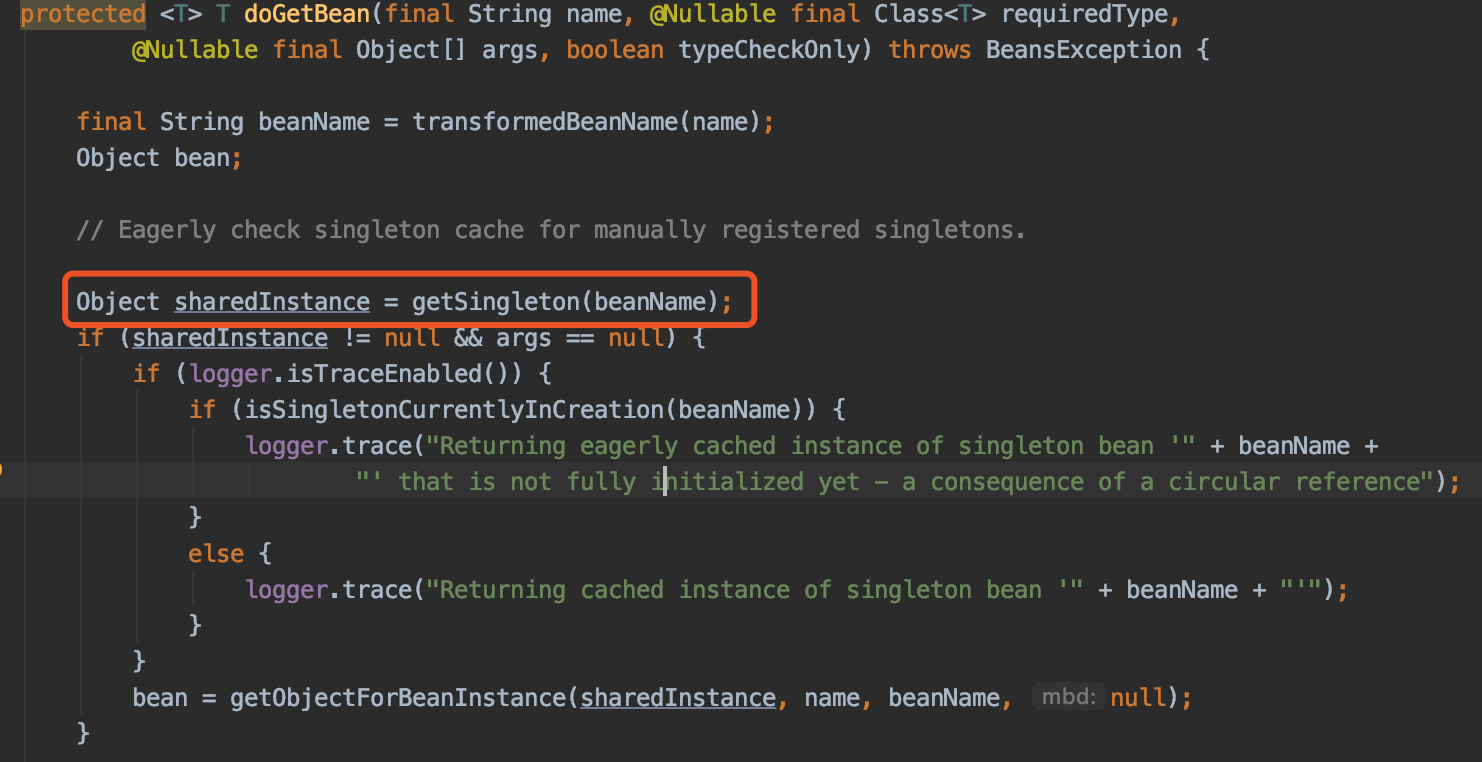 protected <T> T doGetBean(final String name, @Nullable final Class<T> requiredType,
        @Nullable final Object[] args, boolean typeCheckOnly) throws BeansException {
    final String beanName = transformedBeanName(name);
    Object bean;
    // Eagerly check singleton cache for manually registered singletons.
    Object sharedInstance = getSingleton(beanName);
    if (sharedInstance != null && args == null) {
        if (logger.isTraceEnabled()) {
            if (isSingletonCurrentlyInCreation(beanName)) {
                logger.trace("Returning eagerly cached instance of singleton bean '" + beanName +
                        "' that is not fully initialized yet - a consequence of a circular reference");
            }
            else {
                logger.trace("Returning cached instance of singleton bean '" + beanName + "'");
            }
        }
        bean = getObjectForBeanInstance(sharedInstance, name, beanName, mbd: null);
    }